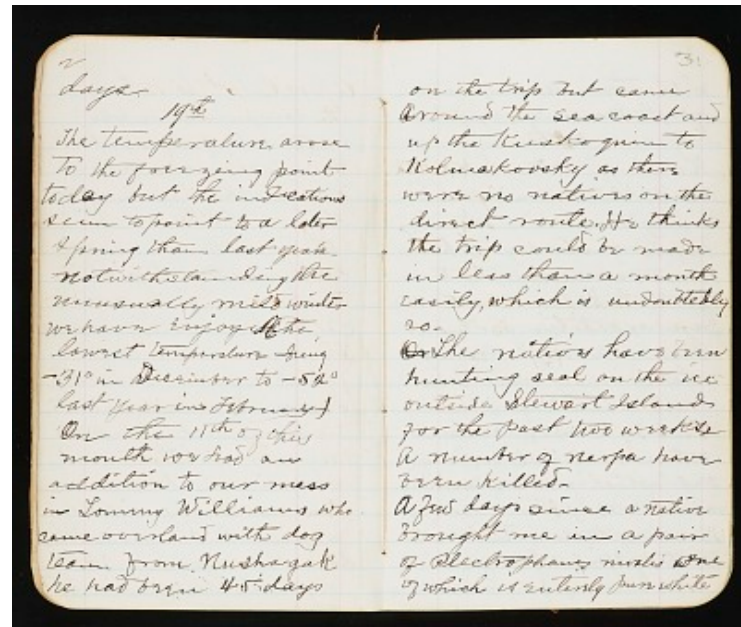 2
days.
19th
The temperature arose
to the freezing point
today but the indications
seem to point to a later
spring than last year
notwithstanding the
unusually mild winter
we have enjoyed the
lowest temperature being
-31° in December to -52°
last year in February)
On the 11th of this
month we had an
addition to our mess
in Tommy Williams who
came overland with dog
team from Nushagak
he had been 45 days
3
on the trip but came
around the sea coast and
up the Kuskoquim to
Kolmakovsky as there
were no natives on the
direct route. He thinks
the trip could be made
in less than a month
easily, which is undoubtebly
so.
The natives have been
hunting seal on the ice
outside Stewart Island
for the past two weeks
A number of nerpa have
been killed.
A few days since a native
brought me in a pair
of one
of which is entirely pure white